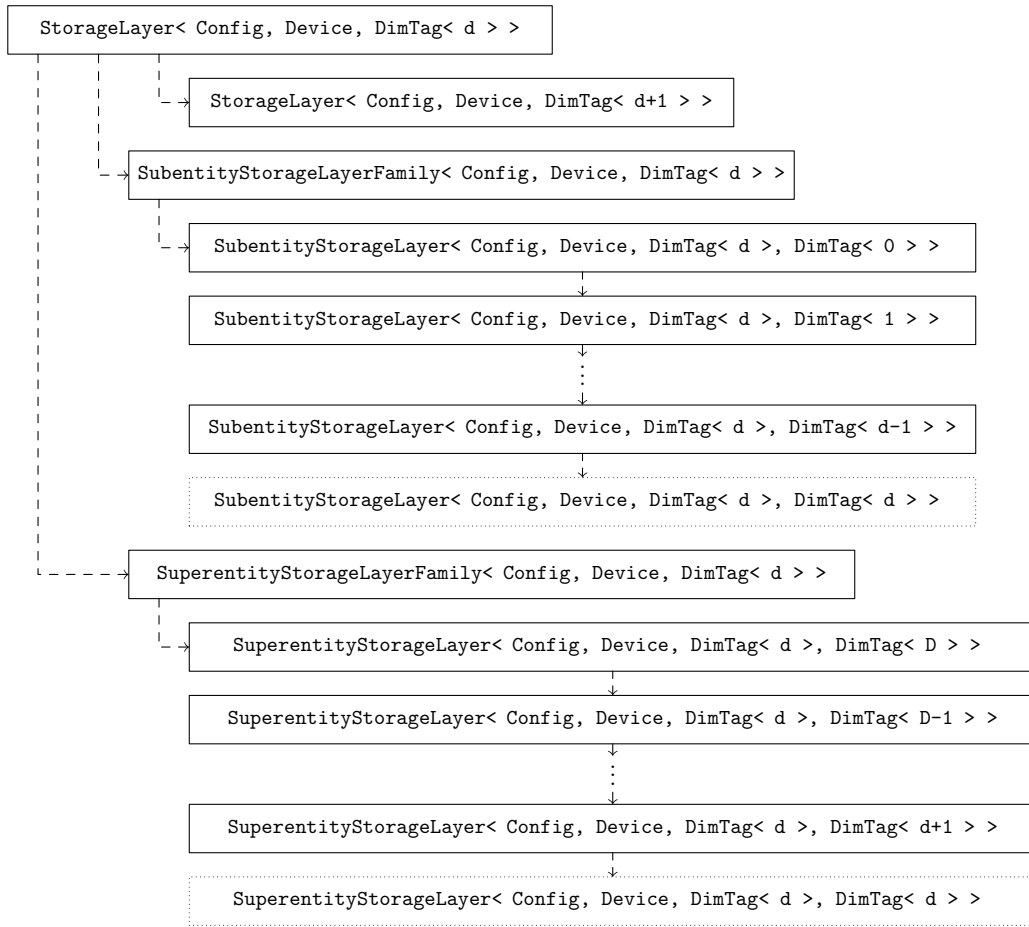 StorageLayer< Config, Device, DimTag< d > >
StorageLayer< Config, Device, DimTag< d+1 > >
SubentityStorageLayerFamily< Config, Device, DimTag< d > >
SubentityStorageLayer< Config, Device, DimTag< d >, DimTag< 0 > >
SubentityStorageLayer< Config, Device, DimTag< d >, DimTag< 1 > >
⋮
SubentityStorageLayer< Config, Device, DimTag< d >, DimTag< d-1 > >
SubentityStorageLayer< Config, Device, DimTag< d >, DimTag< d > >
SuperentityStorageLayerFamily< Config, Device, DimTag< d > >
SuperentityStorageLayer< Config, Device, DimTag< d >, DimTag< D > >
SuperentityStorageLayer< Config, Device, DimTag< d >, DimTag< D-1 > >
⋮
SuperentityStorageLayer< Config, Device, DimTag< d >, DimTag< d+1 > >
SuperentityStorageLayer< Config, Device, DimTag< d >, DimTag< d > >